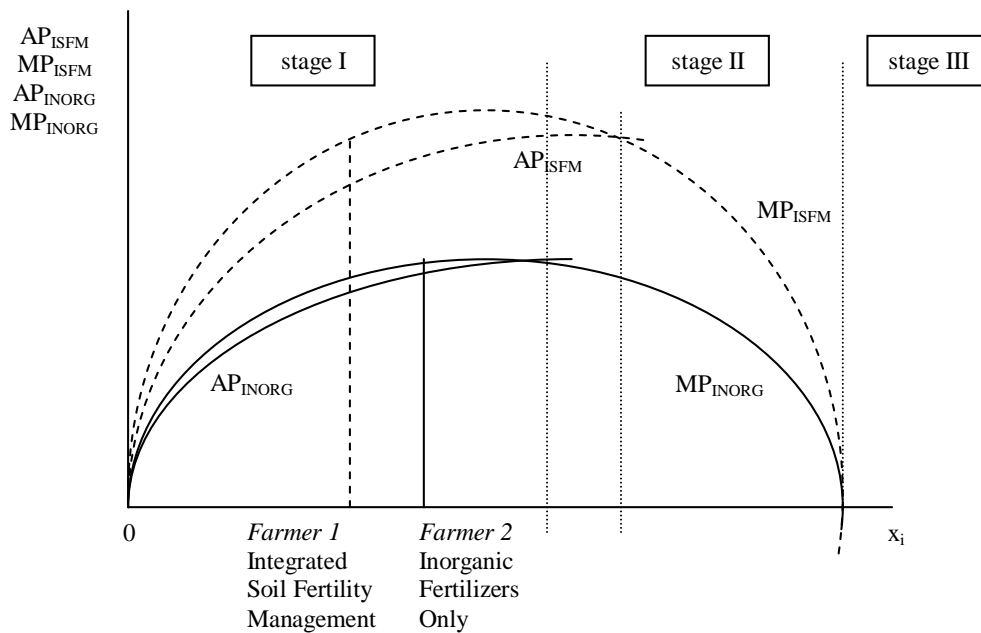 AP_ISFM
MP_ISFM
AP_INORG
MP_INORG
stage I
stage II
stage III
AP_ISFM
MP_ISFM
AP_INORG
MP_INORG
0
x_i
Farmer 1
Integrated
Soil Fertility
Management
Farmer 2
Inorganic
Fertilizers
Only